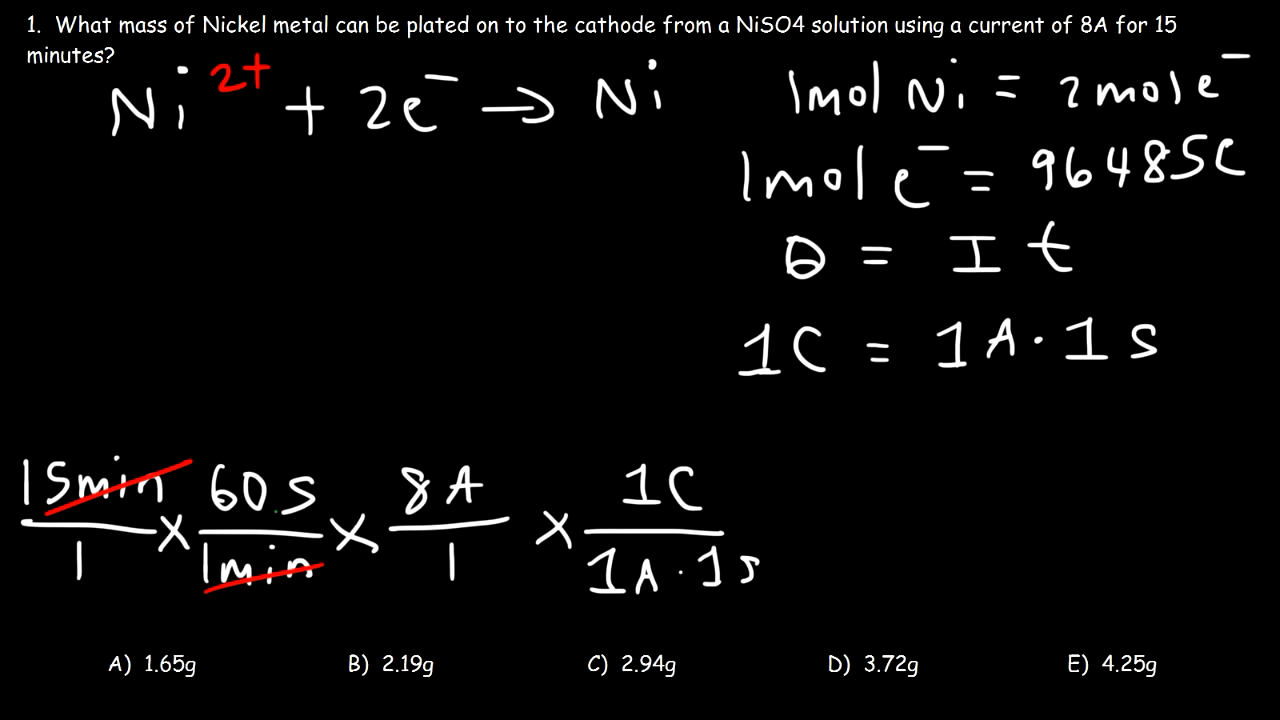 1. What mass of Nickel metal can be plated on to the cathode from a NiSO4 solution using a current of 8A for 15
minutes?
Ni²⁺ + 2e⁻ → Ni
1mol Ni = 2mole⁻
1mol e⁻ = 96485C
Q = I t
1C = 1A · 1s
15min/1 × 60s/1min × 8A/1 × 1C/1A·1s
A) 1.65g B) 2.19g C) 2.94g D) 3.72g E) 4.25g